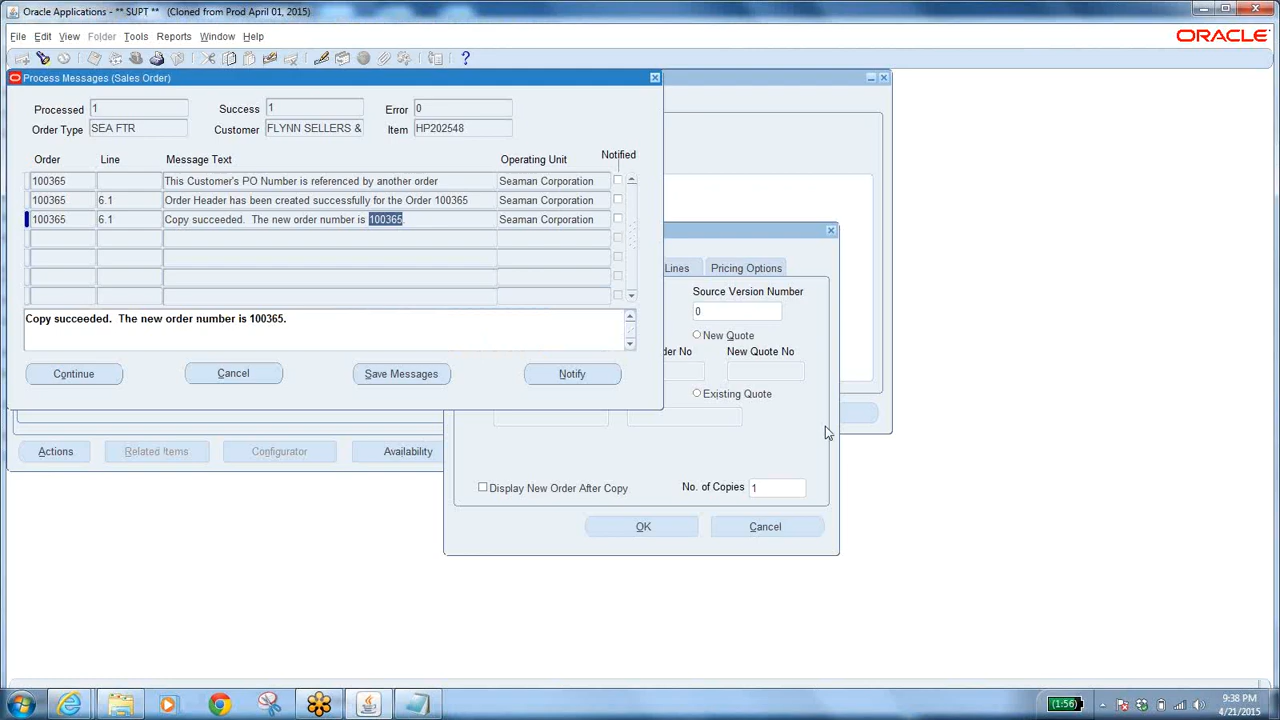 Oracle Applications - ** SUPT ** (Cloned from Prod April 01, 2015)
File Edit View Folder Tools Reports Window Help
ORACLE
Process Messages (Sales Order)
Processed 1 Success 1 Error 0
Order Type SEA FTR Customer FLYNN SELLERS & Item HP202548
Order Line Message Text Operating Unit Notified
100365 This Customer's PO Number is referenced by another order Seaman Corporation
100365 6.1 Order Header has been created successfully for the Order 100365 Seaman Corporation
100365 6.1 Copy succeeded. The new order number is 100365 Seaman Corporation
Copy succeeded. The new order number is 100365.
Continue Cancel Save Messages Notify
Lines Pricing Options
Source Version Number
0
New Quote
der No New Quote No
Existing Quote
Display New Order After Copy No. of Copies 1
OK Cancel
Actions Related Items Configurator Availability
(1:56)
9:38 PM
4/21/2015